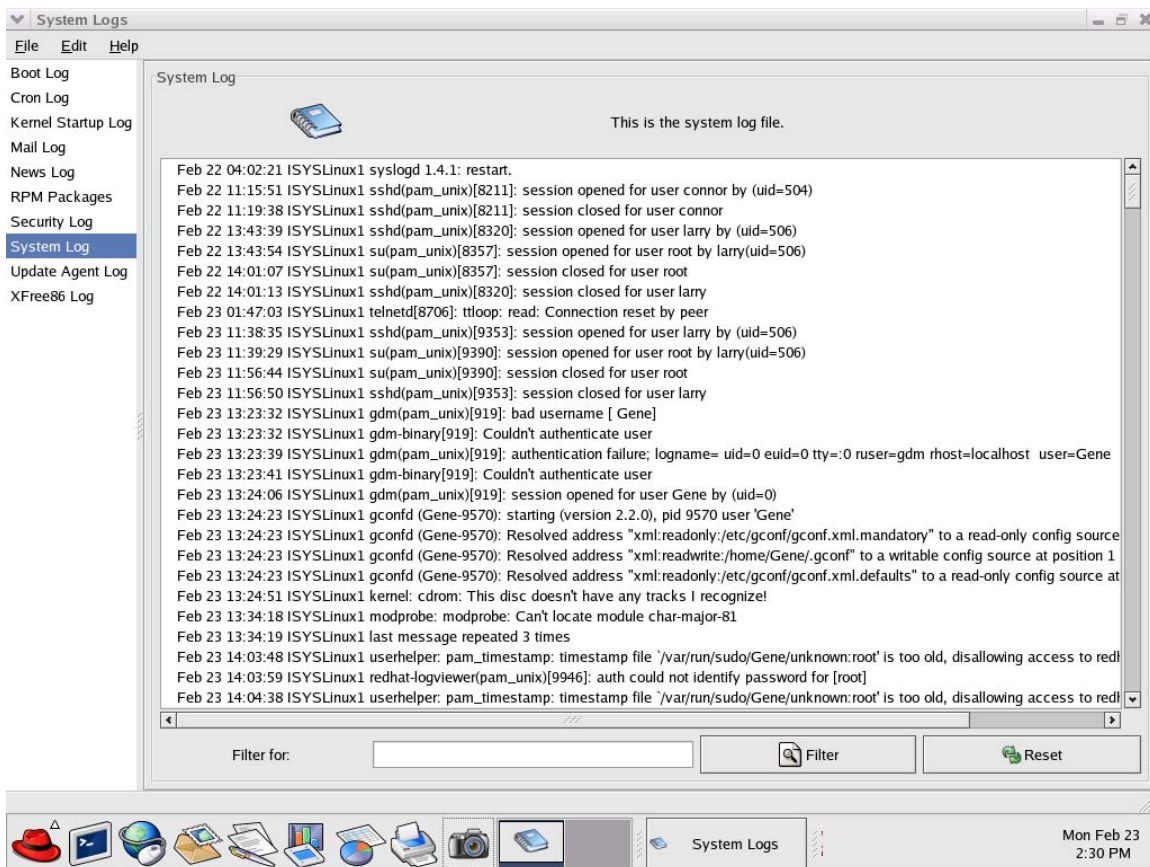 System Logs
File Edit Help
Boot Log
Cron Log
Kernel Startup Log
Mail Log
News Log
RPM Packages
Security Log
System Log
Update Agent Log
XFree86 Log
System Log
This is the system log file.
Feb 22 04:02:21 ISYSLinux1 syslogd 1.4.1: restart.
Feb 22 11:15:51 ISYSLinux1 sshd(pam_unix)[8211]: session opened for user connor by (uid=504)
Feb 22 11:19:38 ISYSLinux1 sshd(pam_unix)[8211]: session closed for user connor
Feb 22 13:43:39 ISYSLinux1 sshd(pam_unix)[8320]: session opened for user larry by (uid=506)
Feb 22 13:43:54 ISYSLinux1 su(pam_unix)[8357]: session opened for user root by larry(uid=506)
Feb 22 14:01:07 ISYSLinux1 su(pam_unix)[8357]: session closed for user root
Feb 22 14:01:13 ISYSLinux1 sshd(pam_unix)[8320]: session closed for user larry
Feb 23 01:47:03 ISYSLinux1 telnetd[8706]: ttloop: read: Connection reset by peer
Feb 23 11:38:35 ISYSLinux1 sshd(pam_unix)[9353]: session opened for user larry by (uid=506)
Feb 23 11:39:29 ISYSLinux1 su(pam_unix)[9390]: session opened for user root by larry(uid=506)
Feb 23 11:56:44 ISYSLinux1 su(pam_unix)[9390]: session closed for user root
Feb 23 11:56:50 ISYSLinux1 sshd(pam_unix)[9353]: session closed for user larry
Feb 23 13:23:32 ISYSLinux1 gdm(pam_unix)[919]: bad username [ Gene]
Feb 23 13:23:32 ISYSLinux1 gdm-binary[919]: Couldn't authenticate user
Feb 23 13:23:39 ISYSLinux1 gdm(pam_unix)[919]: authentication failure; logname= uid=0 euid=0 tty=:0 ruser=gdm rhost=localhost user=Gene
Feb 23 13:23:41 ISYSLinux1 gdm-binary[919]: Couldn't authenticate user
Feb 23 13:24:06 ISYSLinux1 gdm(pam_unix)[919]: session opened for user Gene by (uid=0)
Feb 23 13:24:23 ISYSLinux1 gconfd (Gene-9570): starting (version 2.2.0), pid 9570 user 'Gene'
Feb 23 13:24:23 ISYSLinux1 gconfd (Gene-9570): Resolved address "xml:readonly:/etc/gconf/gconf.xml.mandatory" to a read-only config source
Feb 23 13:24:23 ISYSLinux1 gconfd (Gene-9570): Resolved address "xml:readwrite:/home/Gene/.gconf" to a writable config source at position 1
Feb 23 13:24:23 ISYSLinux1 gconfd (Gene-9570): Resolved address "xml:readonly:/etc/gconf/gconf.xml.defaults" to a read-only config source at
Feb 23 13:24:51 ISYSLinux1 kernel: cdrom: This disc doesn't have any tracks I recognize!
Feb 23 13:34:18 ISYSLinux1 modprobe: modprobe: Can't locate module char-major-81
Feb 23 13:34:19 ISYSLinux1 last message repeated 3 times
Feb 23 14:03:48 ISYSLinux1 userhelper: pam_timestamp: timestamp file `/var/run/sudo/Gene/unknown:root' is too old, disallowing access to redh
Feb 23 14:03:59 ISYSLinux1 redhat-logviewer(pam_unix)[9946]: auth could not identify password for [root]
Feb 23 14:04:38 ISYSLinux1 userhelper: pam_timestamp: timestamp file `/var/run/sudo/Gene/unknown:root' is too old, disallowing access to redh
Filter for:
Filter
Reset
System Logs
Mon Feb 23
2:30 PM